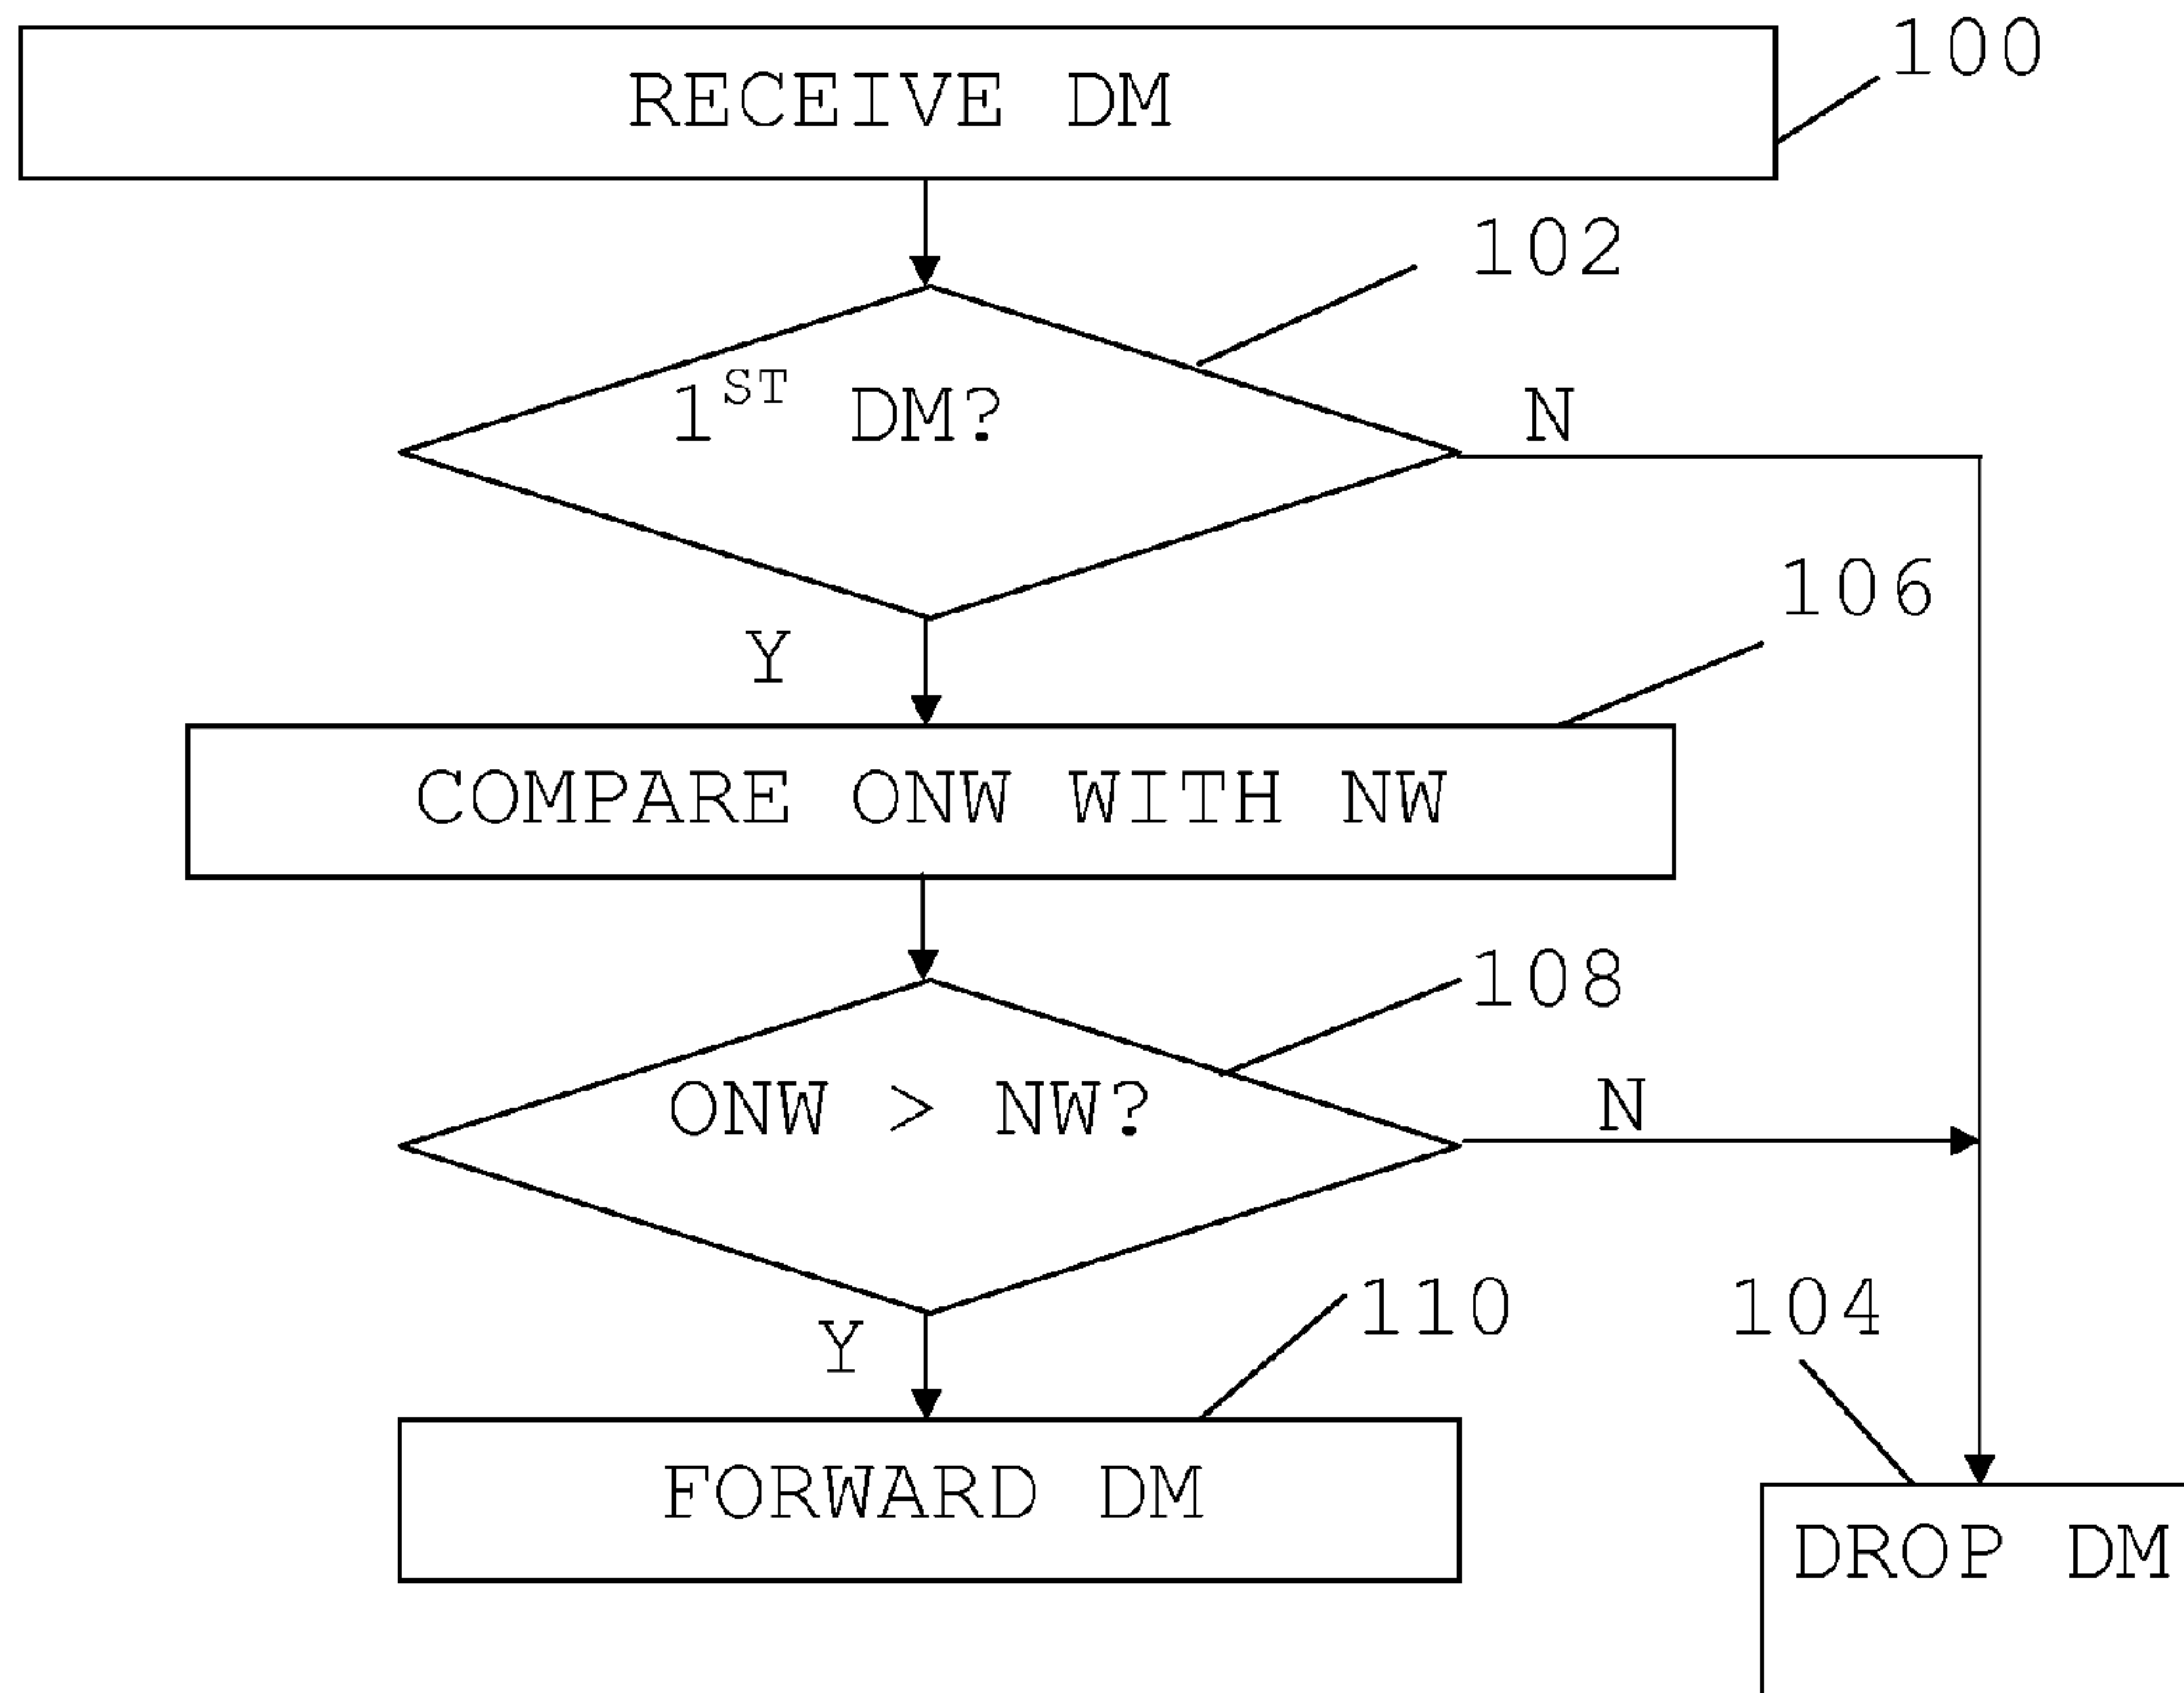 RECEIVE DM
100
102
1ST DM?
N
106
Y
COMPARE ONW WITH NW
108
ONW > NW?
N
110
104
Y
FORWARD DM
DROP DM